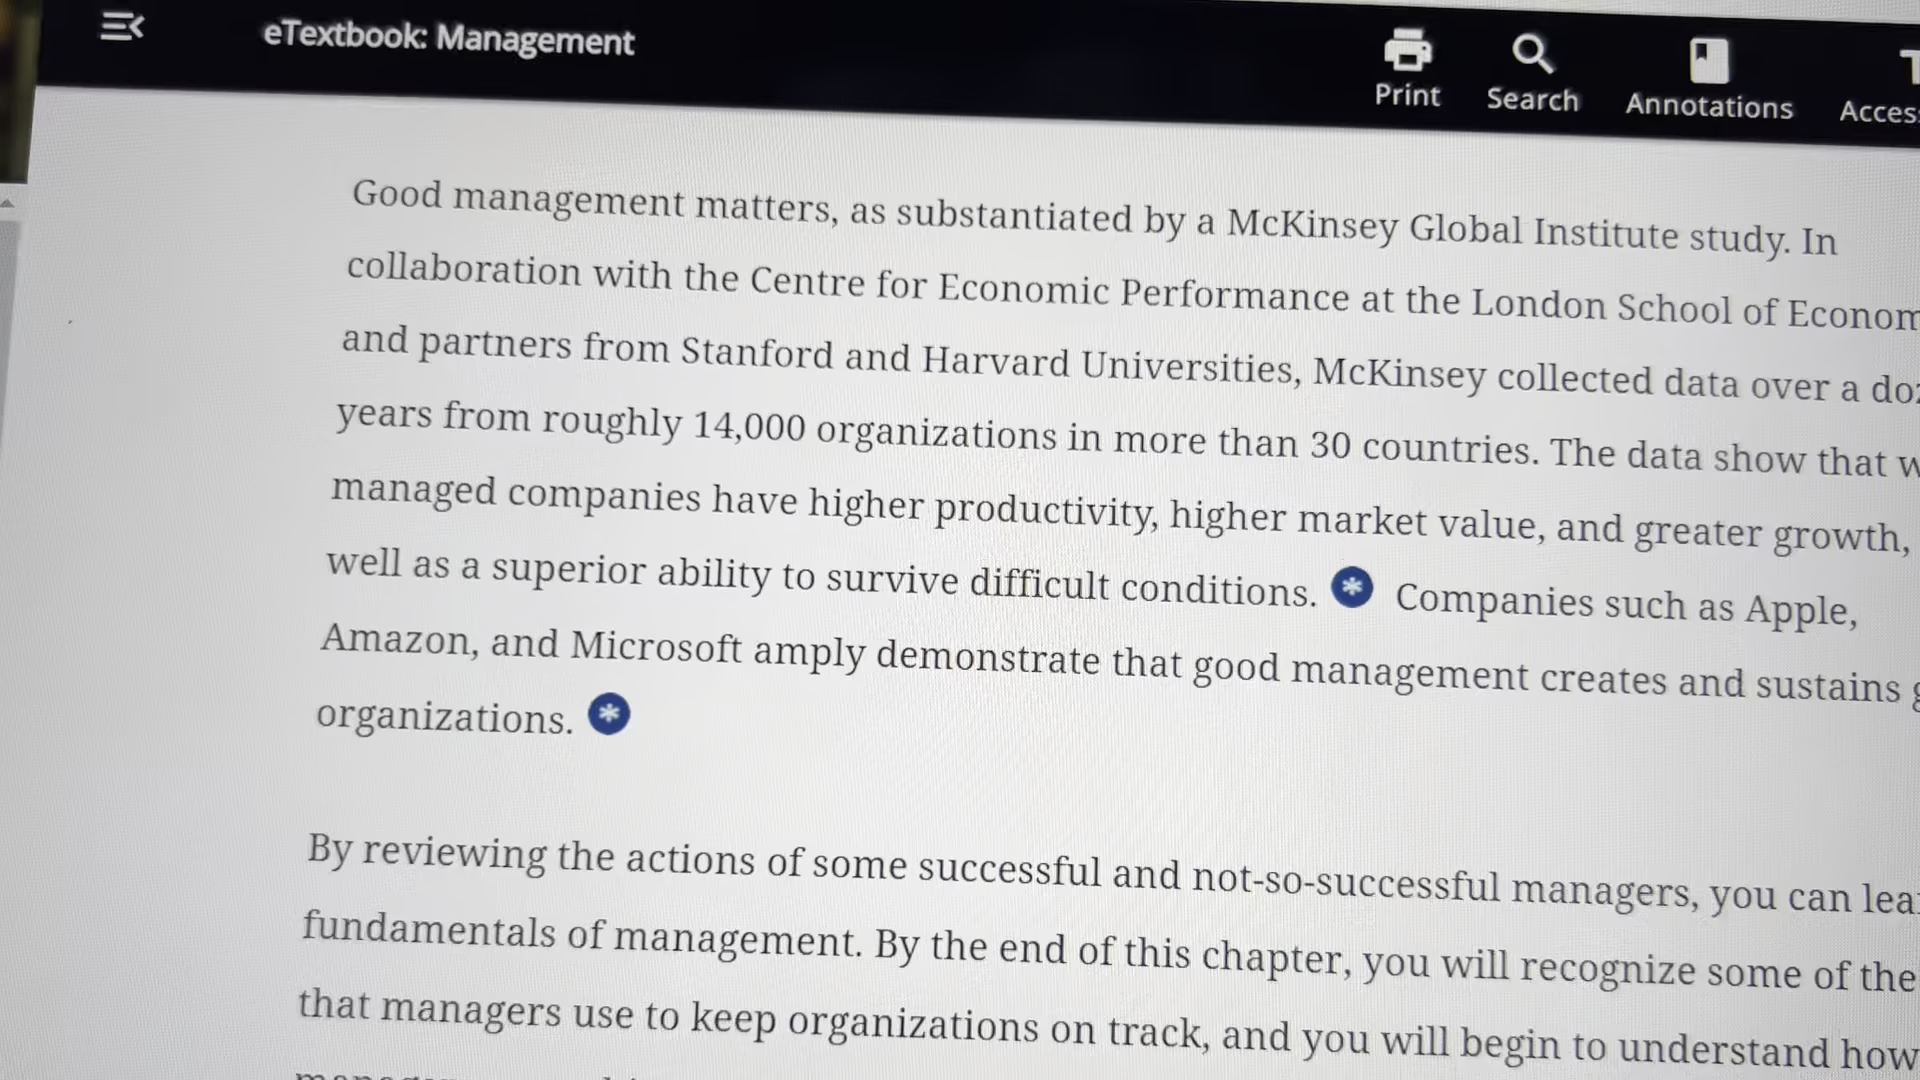 eTextbook: Management
Print
Search
Annotations
Good management matters, as substantiated by a McKinsey Global Institute study. In
collaboration with the Centre for Economic Performance at the London School of
and partners from Stanford and Harvard Universities, McKinsey collected data over a
years from roughly 14,000 organizations in more than 30 countries. The data show that
managed companies have higher productivity, higher market value, and greater growth,
well as a superior ability to survive difficult conditions. * Companies such as Apple,
Amazon, and Microsoft amply demonstrate that good management creates and sustains
organizations. *
By reviewing the actions of some successful and not-so-successful managers, you can
fundamentals of management. By the end of this chapter, you will recognize some of the
that managers use to keep organizations on track, and you will begin to understand how